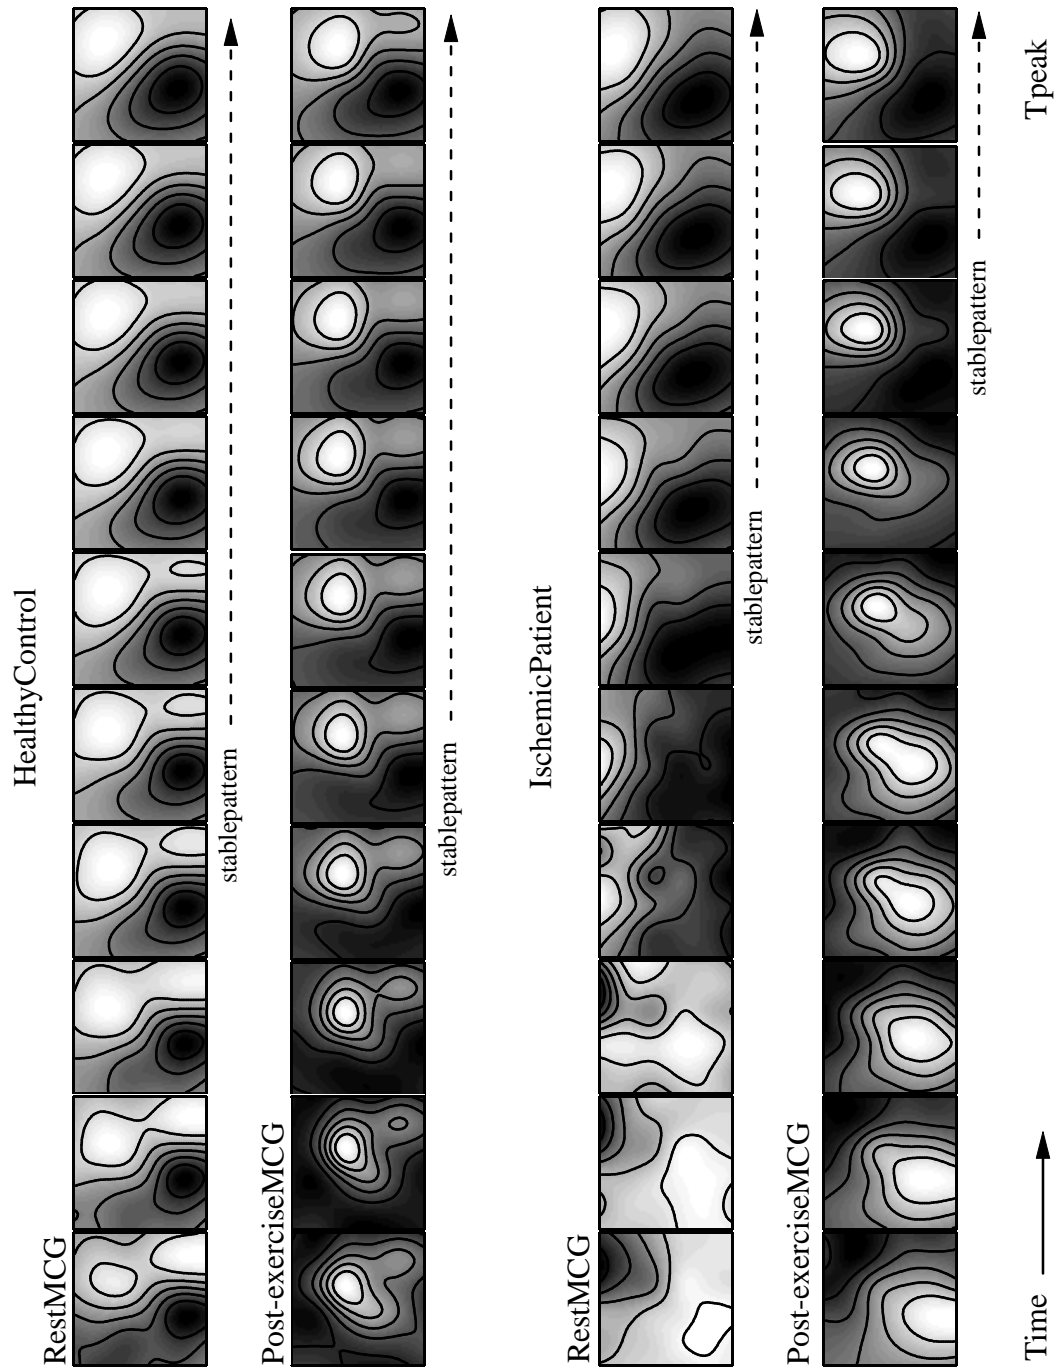 HealthyControl
RestMCG
stablepattern
Post-exerciseMCG
stablepattern
IschemicPatient
RestMCG
stablepattern
Post-exerciseMCG
stablepattern
Time
Tpeak